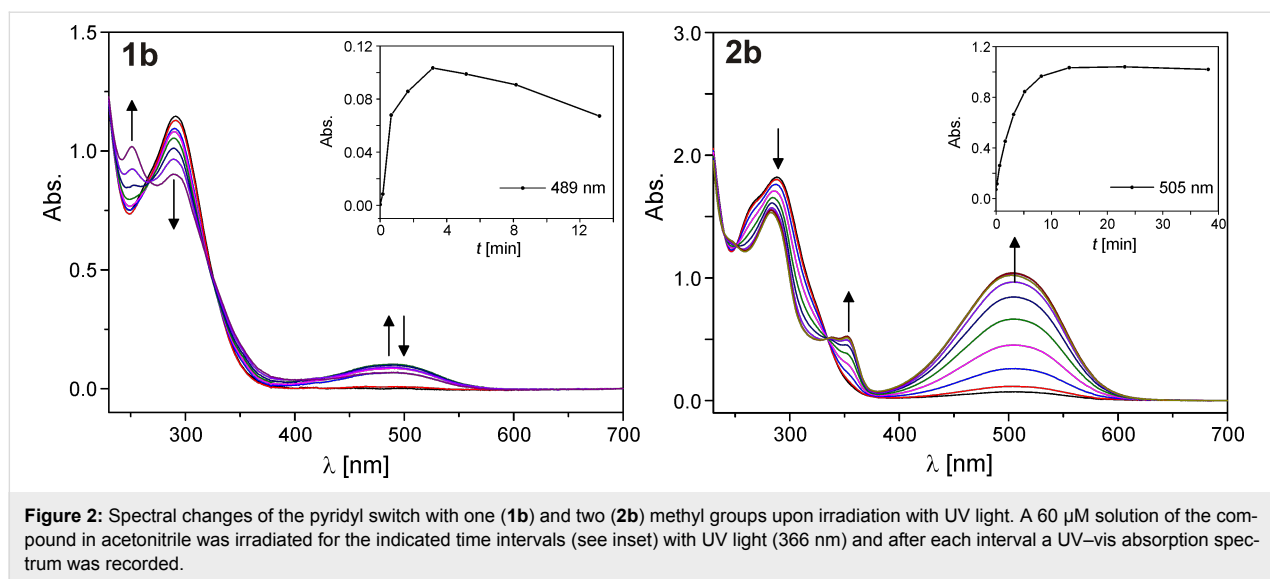 1b
1.5
1.0
0.5
0.0
Abs.
300
400
500
600
700
λ [nm]
0.12
0.08
0.04
0.00
Abs.
0
4
8
12
t [min]
489 nm
2b
3.0
2.0
1.0
0.0
Abs.
300
400
500
600
700
λ [nm]
1.2
0.8
0.4
0.0
Abs.
0
10
20
30
40
t [min]
505 nm
Figure 2: Spectral changes of the pyridyl switch with one (1b) and two (2b) methyl groups upon irradiation with UV light. A 60 µM solution of the com-
pound in acetonitrile was irradiated for the indicated time intervals (see inset) with UV light (366 nm) and after each interval a UV–vis absorption spec-
trum was recorded.